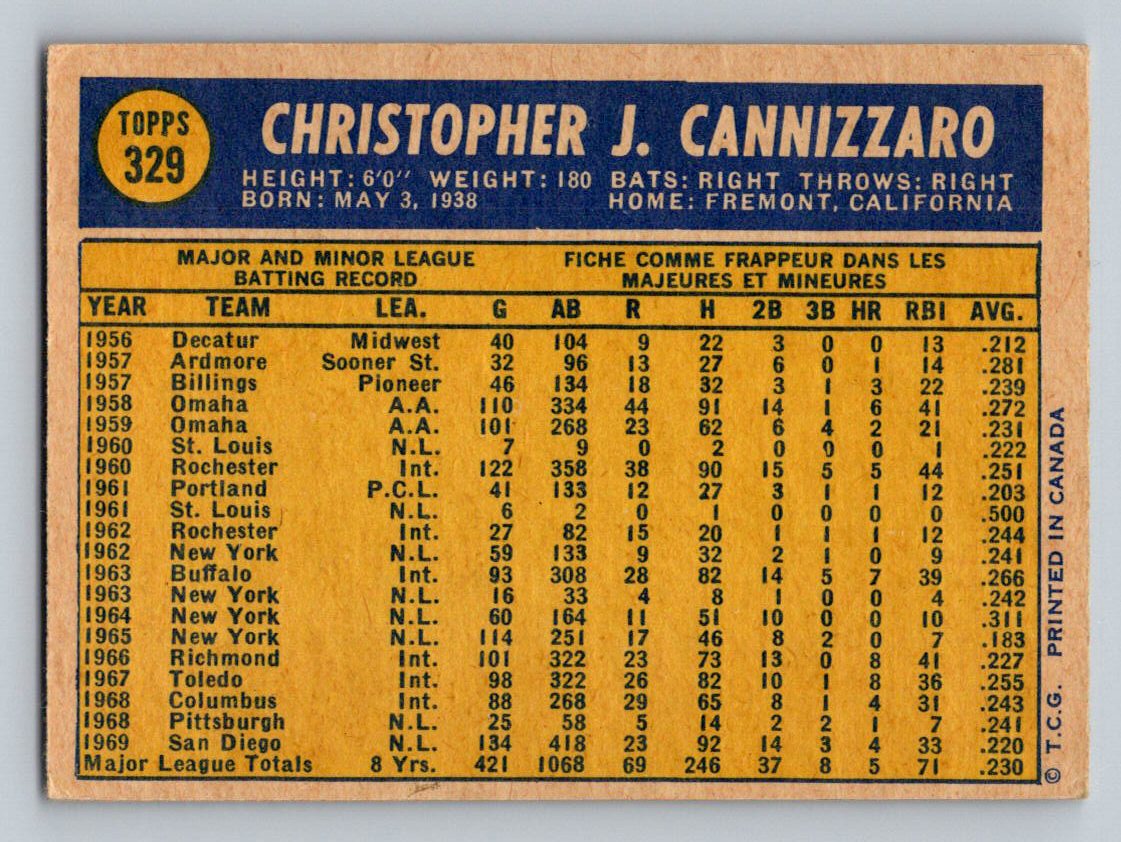 TOPPS
329
CHRISTOPHER J. CANNIZZARO
HEIGHT: 6'0" WEIGHT: 180 BATS: RIGHT THROWS: RIGHT
BORN: MAY 3, 1938 HOME: FREMONT, CALIFORNIA
MAJOR AND MINOR LEAGUE BATTING RECORD
FICHE COMME FRAPPEUR DANS LES MAJEURES ET MINEURES
YEAR TEAM LEA. G AB R H 2B 3B HR RBI AVG.
1956 Decatur Midwest 40 104 9 22 3 0 0 13 .212
1957 Ardmore Sooner St. 32 96 13 27 6 0 1 14 .281
1957 Billings Pioneer 46 134 18 32 3 1 3 22 .239
1958 Omaha A.A. 110 334 44 91 14 1 6 41 .272
1959 Omaha A.A. 101 268 23 62 6 4 2 21 .231
1960 St. Louis N.L. 7 9 0 2 0 0 0 1 .222
1960 Rochester Int. 122 358 38 90 15 5 5 44 .251
1961 Portland P.C.L. 41 133 12 27 3 1 1 12 .203
1961 St. Louis N.L. 6 2 0 1 0 0 0 0 .500
1962 Rochester Int. 27 82 15 20 1 1 1 12 .244
1962 New York N.L. 59 133 9 32 2 1 0 9 .241
1963 Buffalo Int. 93 308 28 82 14 5 7 39 .266
1963 New York N.L. 16 33 4 8 1 0 0 4 .242
1964 New York N.L. 60 164 11 51 10 0 0 10 .311
1965 New York N.L. 114 251 17 46 8 2 0 7 .183
1966 Richmond Int. 101 322 23 73 13 0 8 41 .227
1967 Toledo Int. 98 322 26 82 10 1 8 36 .255
1968 Columbus Int. 88 268 29 65 8 1 4 31 .243
1968 Pittsburgh N.L. 25 58 5 14 2 2 1 7 .241
1969 San Diego N.L. 134 418 23 92 14 3 4 33 .220
Major League Totals 8 Yrs. 421 1068 69 246 37 8 5 71 .230
© T.C.G. PRINTED IN CANADA